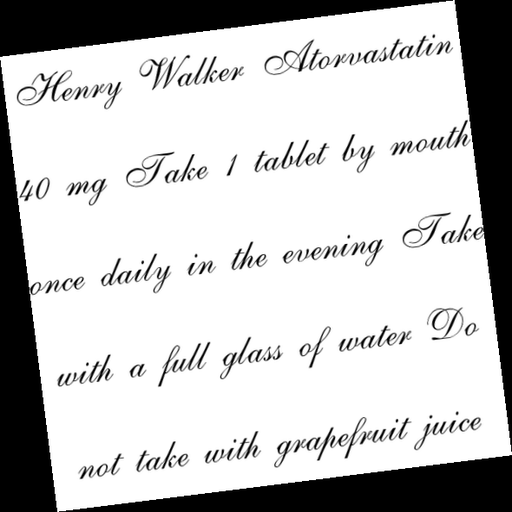 Henry Walker Atorvastatin
40 mg Take 1 tablet by mouth
once daily in the evening Take
with a full glass of water Do
not take with grapefruit juice